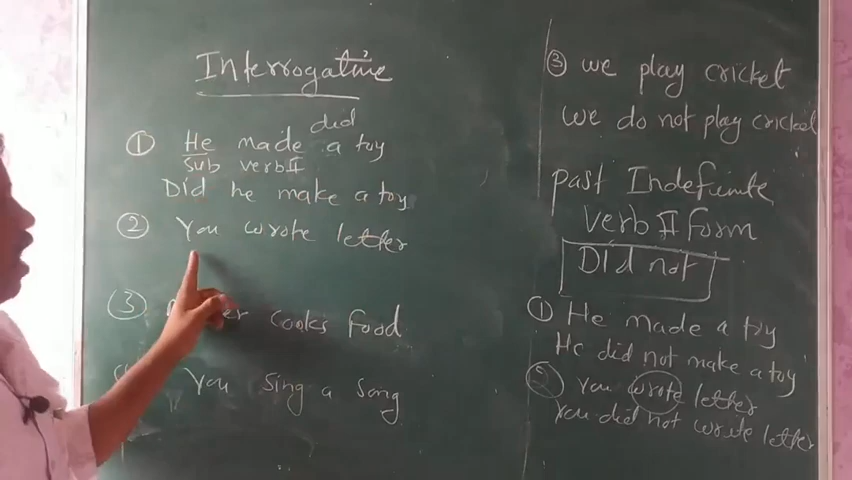 Interrogative
did
① He made a toy
Sub verb II
Did he make a toy
② You wrote letter
③ cooks food
You sing a song
③ we play cricket
we do not play cricket
past Indefinite
Verb II form
Did not
① He made a toy
He did not make a toy
② You wrote letter
You did not write letter